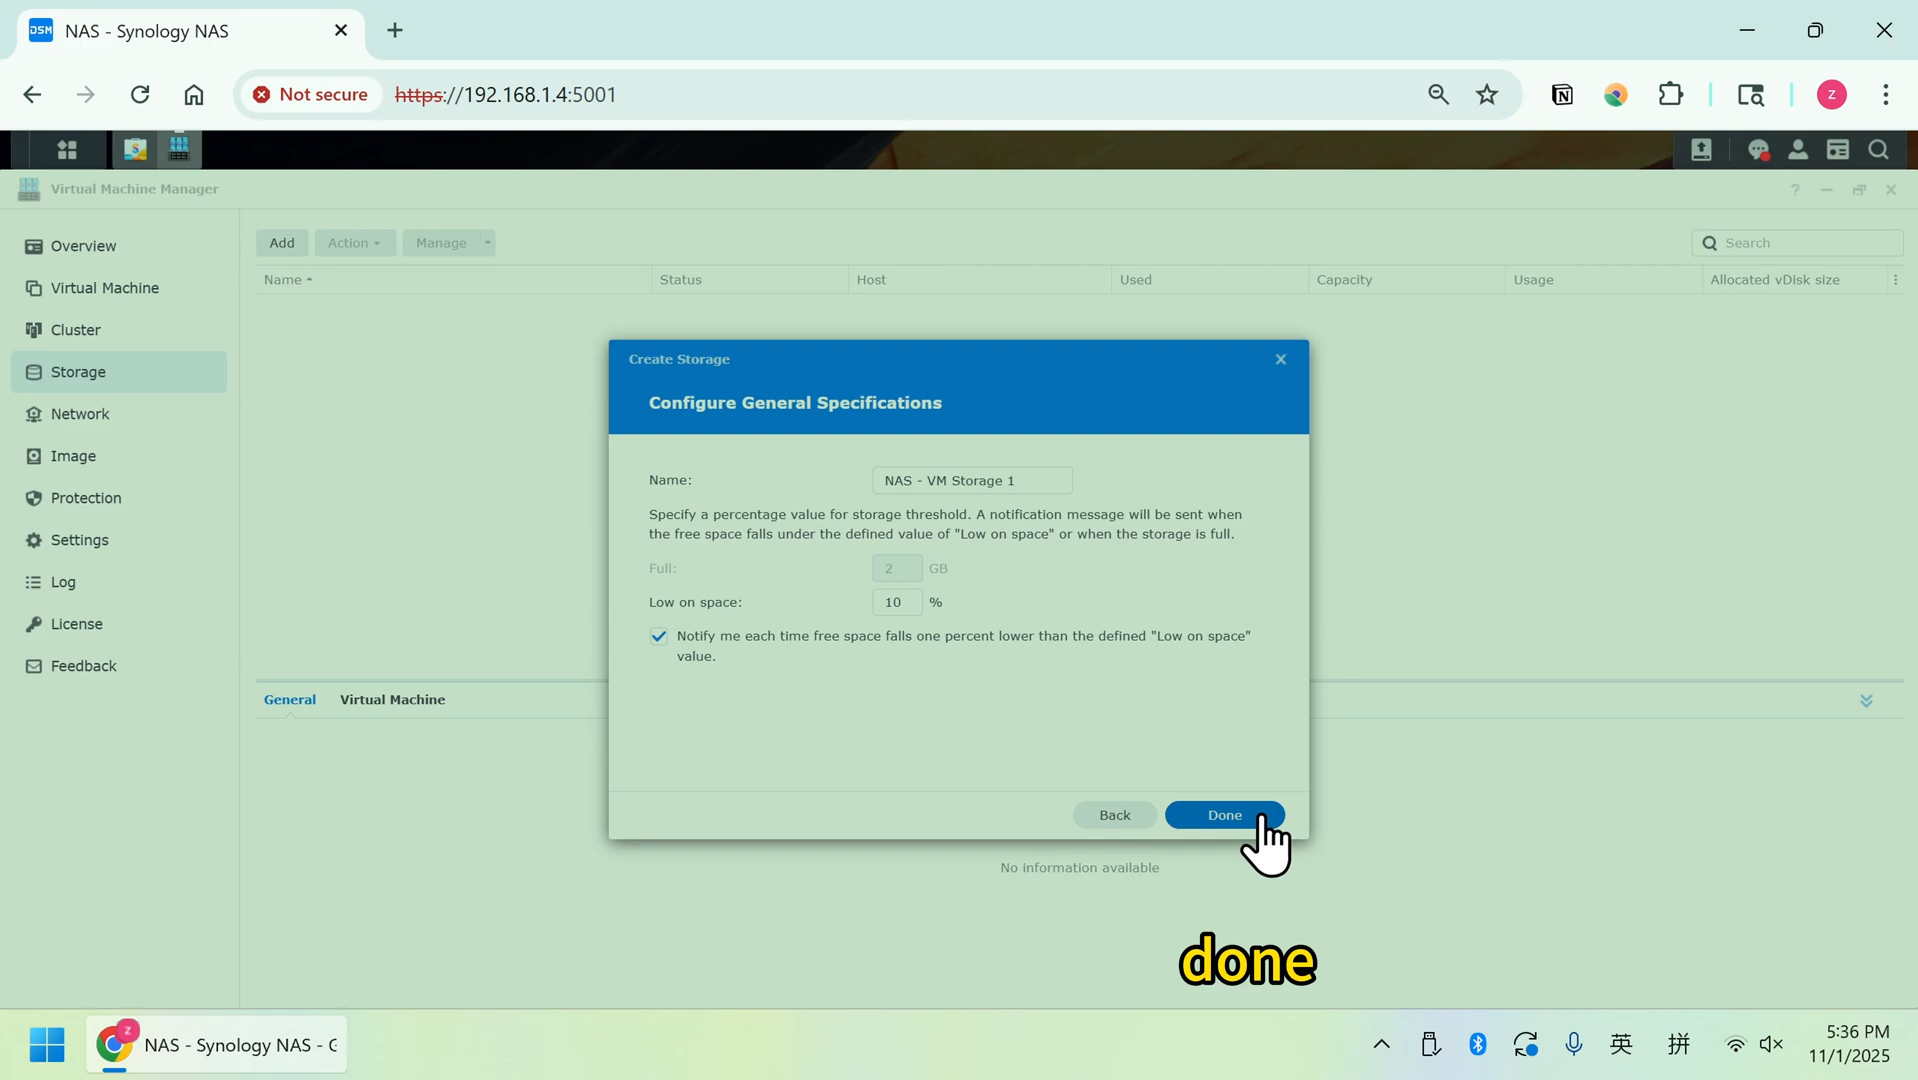 DSM NAS - Synology NAS
Not secure https://192.168.1.4:5001
Z
Virtual Machine Manager
Overview
Virtual Machine
Cluster
Storage
Network
Image
Protection
Settings
Log
License
Feedback
Add Action Manage Search
Name Status Host Used Capacity Usage Allocated vDisk size
Create Storage
Configure General Specifications
Name: NAS - VM Storage 1
Specify a percentage value for storage threshold. A notification message will be sent when
the free space falls under the defined value of "Low on space" or when the storage is full.
Full: 2 GB
Low on space: 10 %
Notify me each time free space falls one percent lower than the defined "Low on space"
value.
Back Done
General Virtual Machine
No information available
done
Z
NAS - Synology NAS - G
英 拼
5:36 PM
11/1/2025